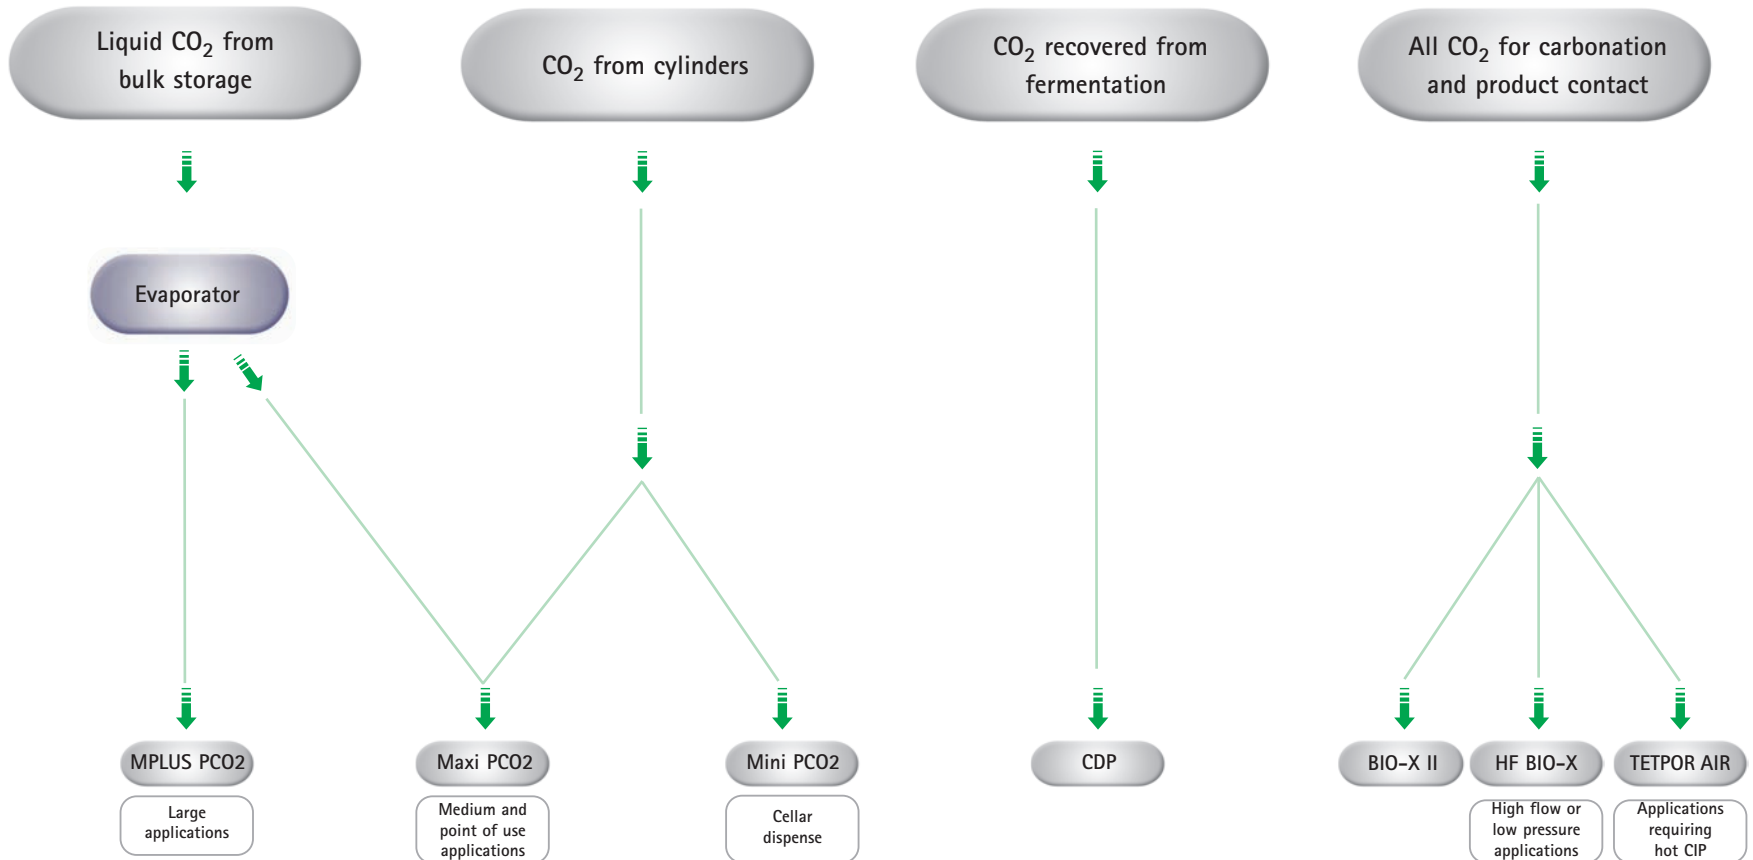 Liquid CO₂ from
bulk storage
CO₂ from cylinders
CO₂ recovered from
fermentation
All CO₂ for carbonation
and product contact
Evaporator
MPLUS PCO2
Large
applications
Maxi PCO2
Medium and
point of use
applications
Mini PCO2
Cellar
dispense
CDP
BIO-X II
HF BIO-X
High flow or
low pressure
applications
TETPOR AIR
Applications
requiring
hot CIP